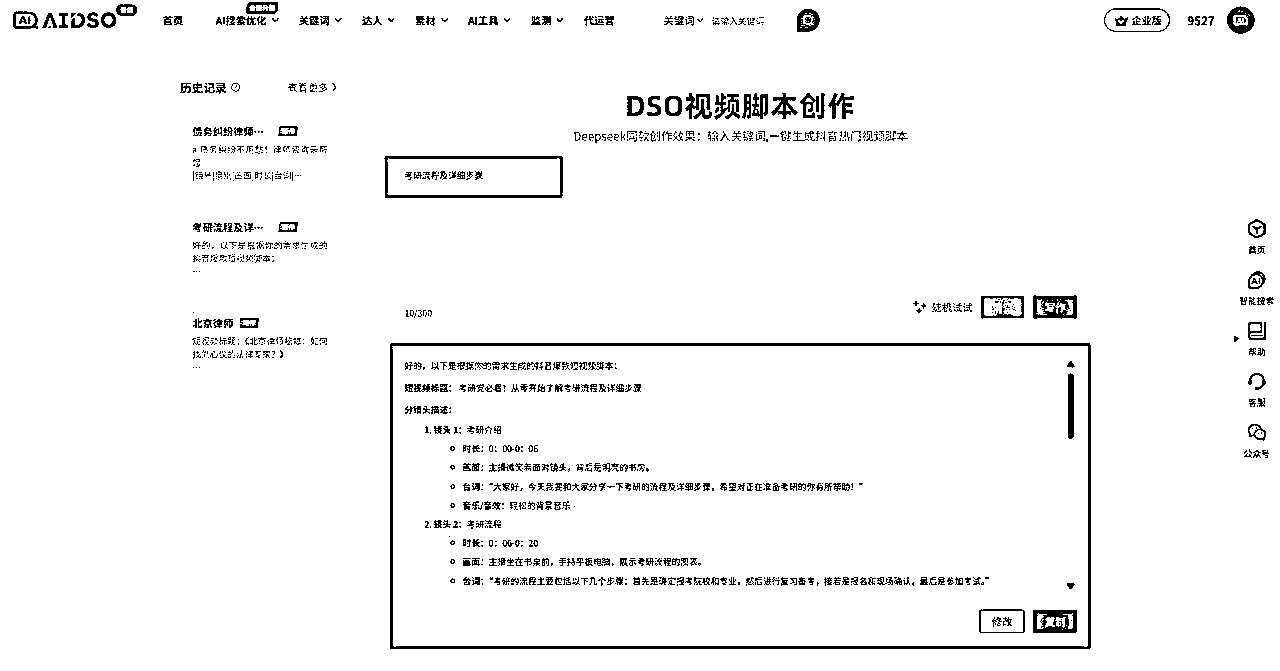 AIDSO
首页
AI搜索优化
关键词
达人
素材
AI工具
监测
代运营
关键词
请输入关键词
企业版
9527
历史记录
查看更多
债务纠纷律师…
考研流程及详…
好的，以下是根据你的需求生成的
抖音爆款短视频脚本：
…
北京律师
短视频标题：《北京律师秘籍：如何
找到心仪的法律专家？》
…
DSO视频脚本创作
Deepseek同款创作效果：输入关键词,一键生成抖音热门视频脚本
考研流程及详细步骤
10/300
随机试试
写作
好的，以下是根据你的需求生成的抖音爆款短视频脚本：
短视频标题：考研党必看！从零开始了解考研流程及详细步骤
分镜头描述：
1. 镜头 1：考研介绍
时长：0：00-0：06
画面：主播微笑着面对镜头，背后是明亮的书房。
台词：“大家好，今天我要和大家分享一下考研的流程及详细步骤，希望对正在准备考研的你有所帮助！”
音乐/音效：轻松的背景音乐。
2. 镜头 2：考研流程
时长：0：06-0：20
画面：主播坐在书桌前，手持平板电脑，展示考研流程的图表。
台词：“考研的流程主要包括以下几个步骤：首先是确定报考院校和专业，然后进行复习备考，接着是报名和现场确认，最后是参加考试。”
修改
复制
首页
智能搜索
帮助
客服
公众号